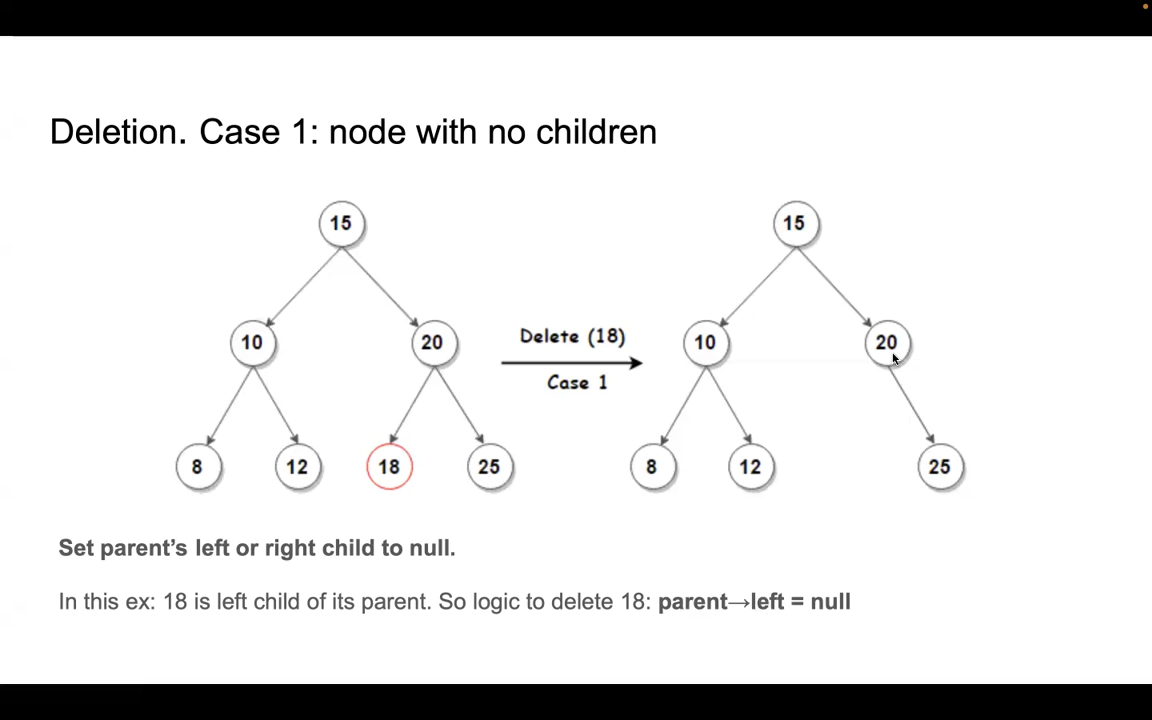 Deletion. Case 1: node with no children
15
15
10
20
Delete (18)
Case 1
10
20
8
12
18
25
8
12
25
Set parent’s left or right child to null.
In this ex: 18 is left child of its parent. So logic to delete 18: parent→left = null